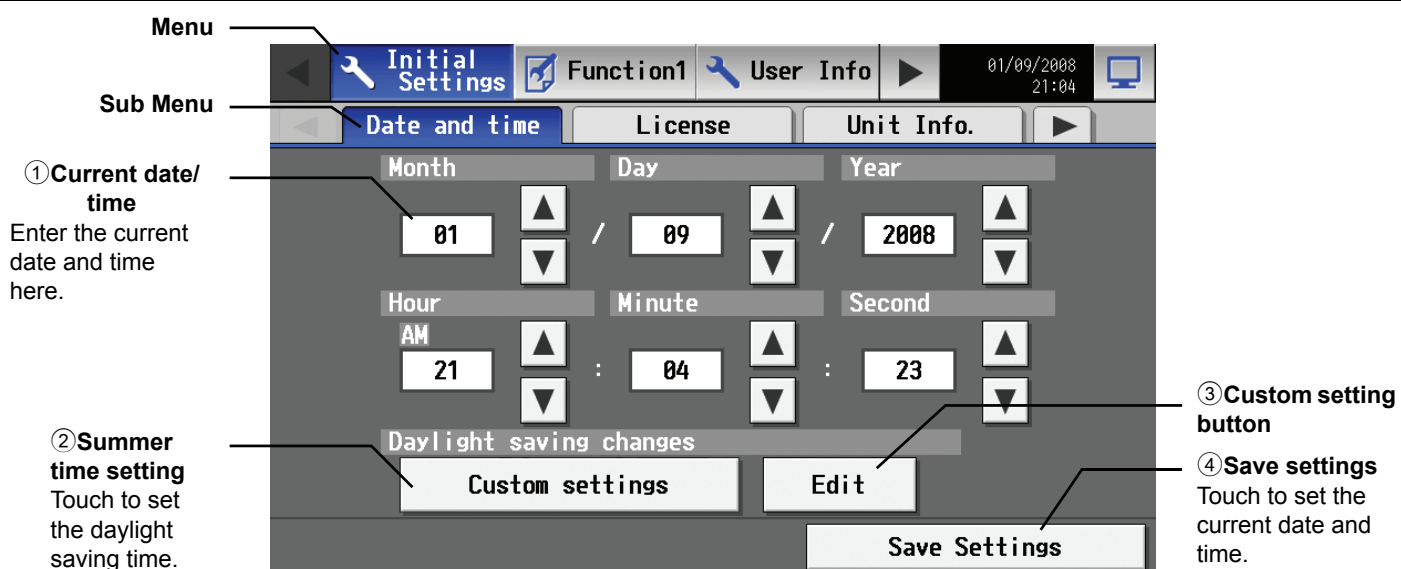 Menu
Initial
Settings
Function1
User Info
01/09/2008
21:04
Sub Menu
Date and time
License
Unit Info.
①Current date/
time
Enter the current
date and time
here.
Month
Day
Year
01 / 09 / 2008
Hour
Minute
Second
AM
21 : 04 : 23
②Summer
time setting
Touch to set
the daylight
saving time.
Daylight saving changes
Custom settings
Edit
Save Settings
③Custom setting
button
④Save settings
Touch to set the
current date and
time.